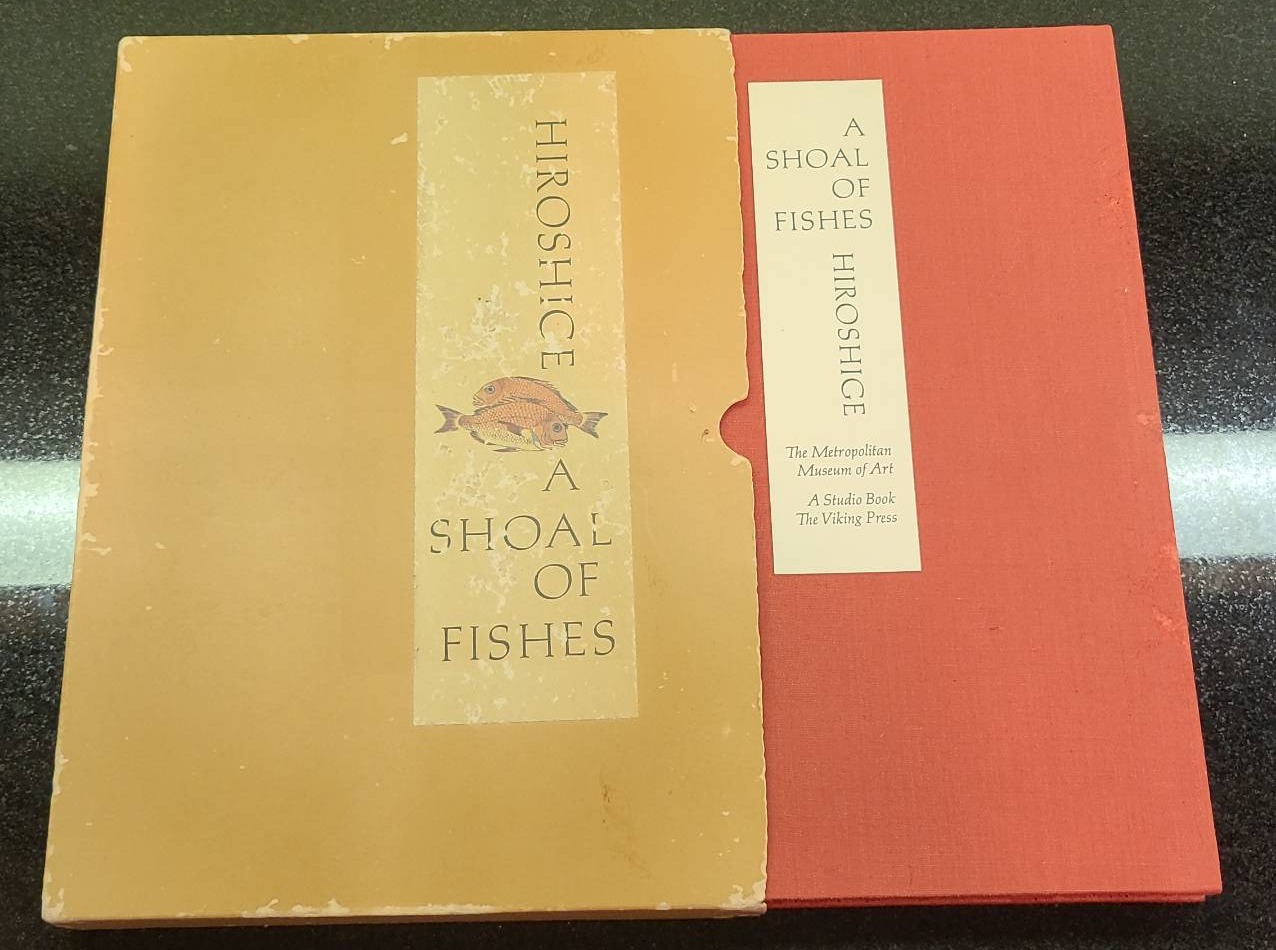 HIROSHIGE
A
SHOAL
OF
FISHES
A
SHOAL
OF
FISHES
HIROSHIGE
The Metropolitan
Museum of Art
A Studio Book
The Viking Press